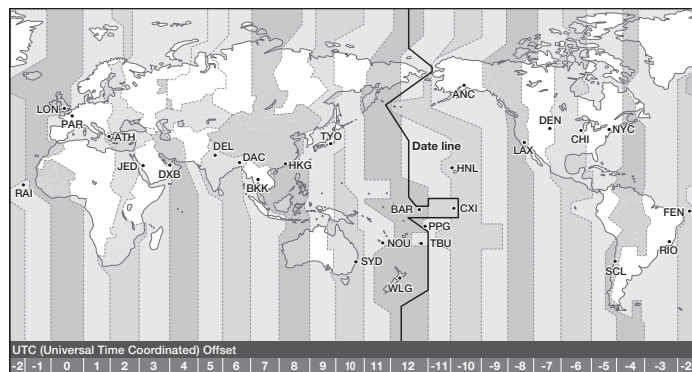 ANC
LON
PAR
DEN
NYC
CHI
ATH
TYO
LAX
Date line
DEL
DAC
HKG
JED
DXB
HNL
BKK
RAI
BAR
CXI
FEN
PPG
NOU
TBU
RIO
SYD
SCL
WLG
UTC (Universal Time Coordinated) Offset
-2 -1 0 1 2 3 4 5 6 7 8 9 10 11 12 -11 -10 -9 -8 -7 -6 -5 -4 -3 -2